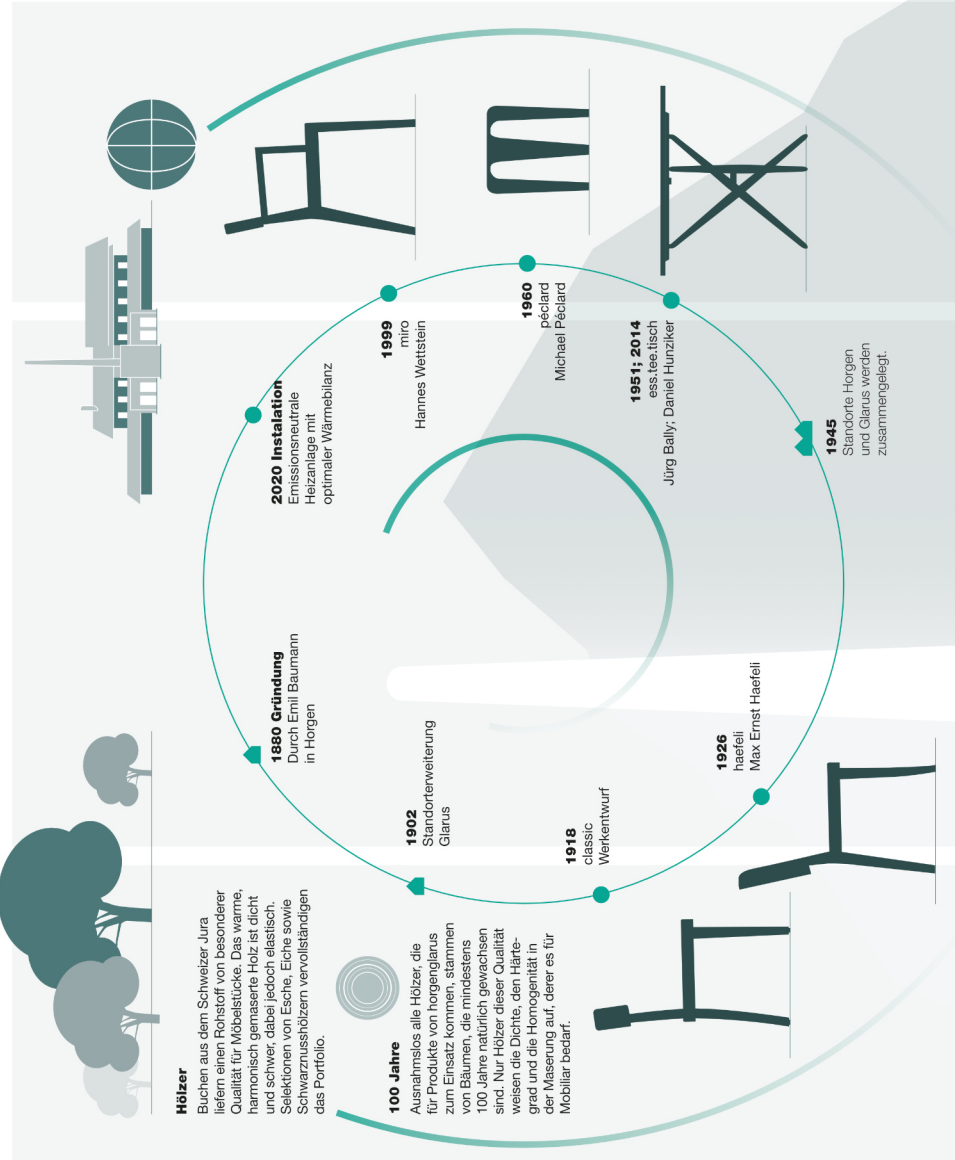 Hölzer
Buchen aus dem Schweizer Jura
liefern einen Rohstoff von besonderer
Qualität für Möbelstücke. Das warme,
harmonisch gemaserte Holz ist dicht
und schwer, dabei jedoch elastisch.
Selektionen von Esche, Eiche sowie
Schwarznusshölzern vervollständigen
das Portfolio.
100 Jahre
Ausnahmslos alle Hölzer, die
für Produkte von horgenglarus
zum Einsatz kommen, stammen
von Bäumen, die mindestens
100 Jahre natürlich gewachsen
sind. Nur Hölzer dieser Qualität
weisen die Dichte, den Härte-
grad und die Homogenität in
der Maserung auf, derer es für
Mobiliar bedarf.
1880 Gründung
Durch Emil Baumann
in Horgen
1902
Standorterweiterung
Glarus
1918
classic
Werkentwurf
1926
haefeli
Max Ernst Haefeli
1945
Standorte Horgen
und Glarus werden
zusammengelegt.
1951; 2014
ess.tee.tisch
Jürg Bally; Daniel Hunziker
1960
péclard
Michael Péclard
1999
miro
Hannes Wettstein
2020 Instalation
Emissionsneutrale
Heizanlage mit
optimaler Wärmebilanz